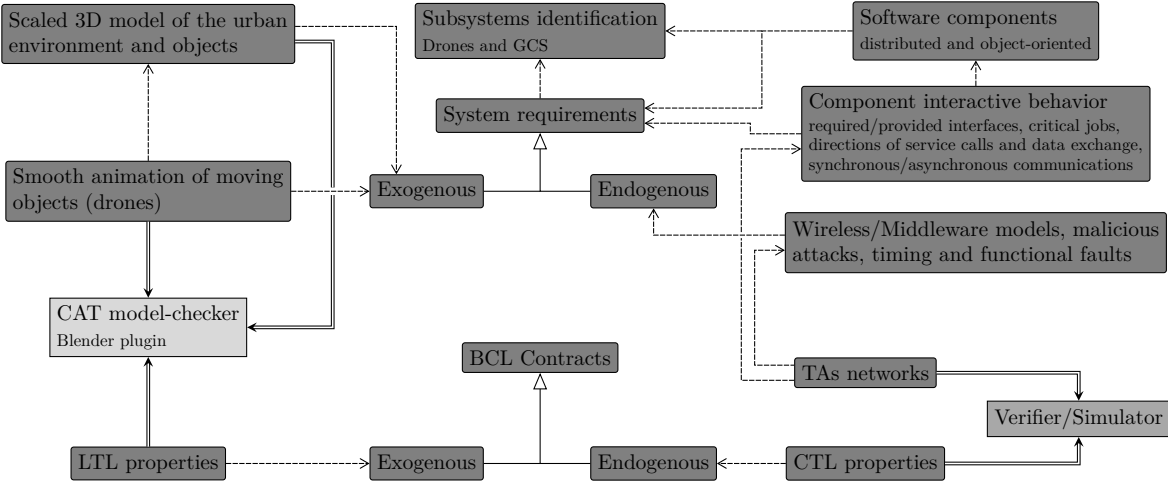 Scaled 3D model of the urban
environment and objects
Subsystems identification
Drones and GCS
Software components
distributed and object-oriented
System requirements
Component interactive behavior
required/provided interfaces, critical jobs,
directions of service calls and data exchange,
synchronous/asynchronous communications
Smooth animation of moving
objects (drones)
Exogenous
Endogenous
Wireless/Middleware models, malicious
attacks, timing and functional faults
CAT model-checker
Blender plugin
BCL Contracts
TAs networks
Verifier/Simulator
LTL properties
Exogenous
Endogenous
CTL properties